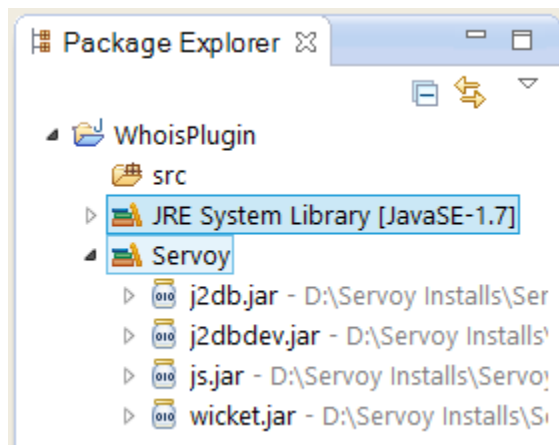 Package Explorer
WhoisPlugin
src
JRE System Library [JavaSE-1.7]
Servoy
j2db.jar - D:\Servoy Installs\Ser
j2dbdev.jar - D:\Servoy Installs\
js.jar - D:\Servoy Installs\Servoy
wicket.jar - D:\Servoy Installs\S